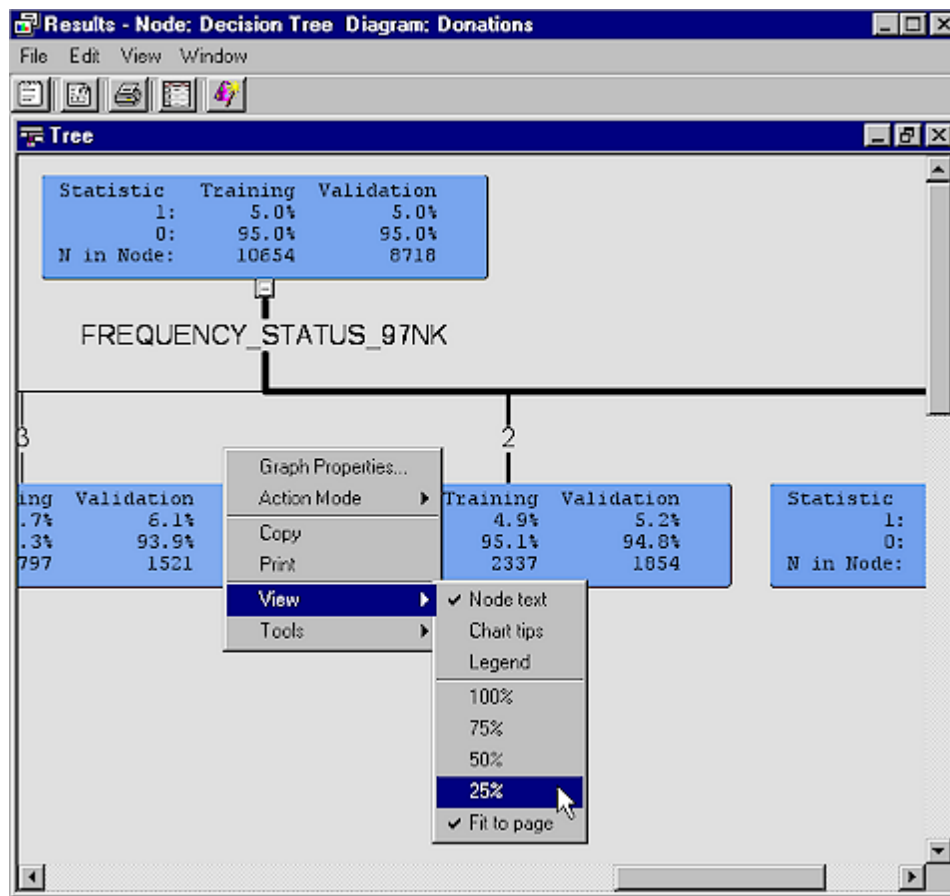 Results - Node: Decision Tree Diagram: Donations
File Edit View Window
Tree
Statistic Training Validation
1: 5.0% 5.0%
0: 95.0% 95.0%
N in Node: 10654 8718
FREQUENCY_STATUS_97NK
3 2
ing Validation
.7% 6.1%
.3% 93.9%
797 1521
Graph Properties...
Action Mode
Copy
Print
View
Tools
Training Validation
4.9% 5.2%
95.1% 94.8%
2337 1854
Statistic
1:
0:
N in Node:
Node text
Chart tips
Legend
100%
75%
50%
25%
Fit to page